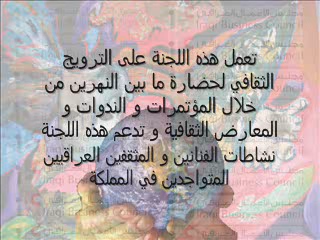 تعمل هذه اللجنة على الترويج
الثقافي لحضارة ما بين النهرين من
خلال المؤتمرات و الندوات و
المعارض الثقافية و تدعم هذه اللجنة
نشاطات الفنانين و المثقفين العراقيين
المتواجدين في المملكة